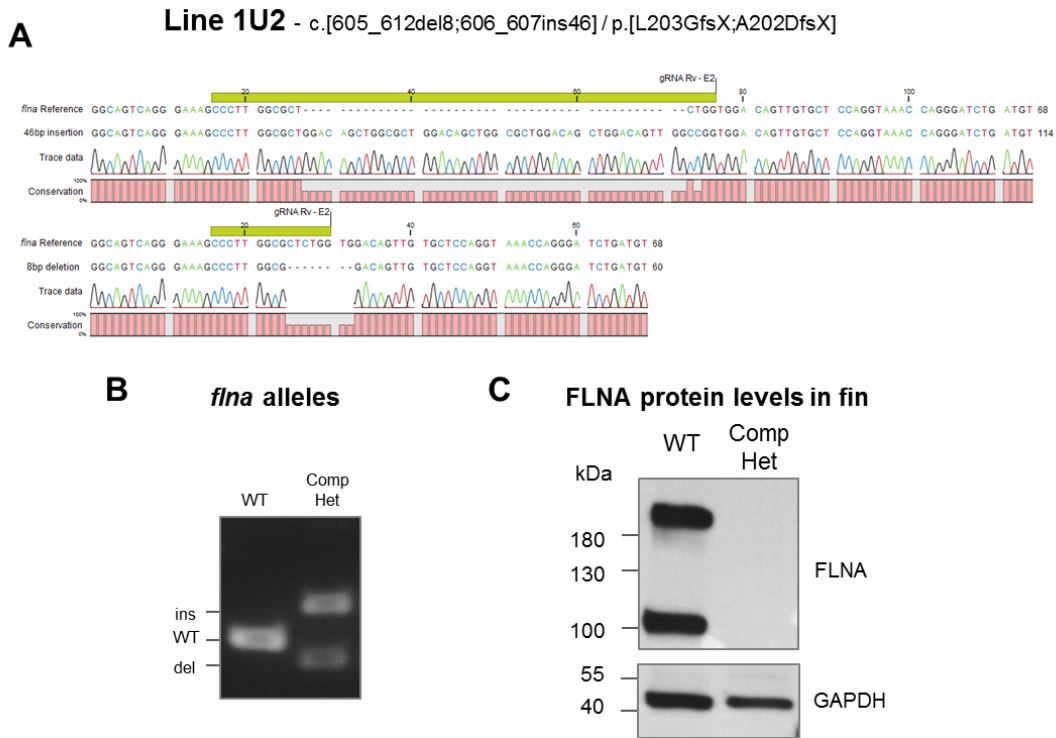 Line 1U2 - c.[605_612del8;606_607ins46] / p.[L203GfsX;A202DfsX]
A
gRNA Rv - E2
20 40 60 80 100
flna Reference GGCAGTCAGG GAAAGCCCTT GGCGCT- - - - - - - - - - - - - - - - - - - - - - - - - - - - - - - - - - - - - - - - - - - - - - CTGGTGGA CAGTTGTGCT CCAGGTAAAC CAGGGATCTG ATGT 68
46bp insertion GGCAGTCAGG GAAAGCCCTT GGCGCTGGAC AGCTGGCGCT GGACAGCTGG CGCTGGACAG CTGGACAGTT GGCCGGTGGA CAGTTGTGCT CCAGGTAAAC CAGGGATCTG ATGT 114
Trace data
100%
Conservation
0%
gRNA Rv - E2
20 40 60
flna Reference GGCAGTCAGG GAAAGCCCTT GGCGCTCTGG TGGACAGTTG TGCTCCAGGT AAACCAGGGA TCTGATGT 68
8bp deletion GGCAGTCAGG GAAAGCCCTT GGCG- - - - - - - -GACAGTTG TGCTCCAGGT AAACCAGGGA TCTGATGT 60
Trace data
100%
Conservation
0%
B
flna alleles
WT
Comp
Het
ins
WT
del
C
FLNA protein levels in fin
WT
Comp
Het
kDa
180
130
100
FLNA
55
40
GAPDH